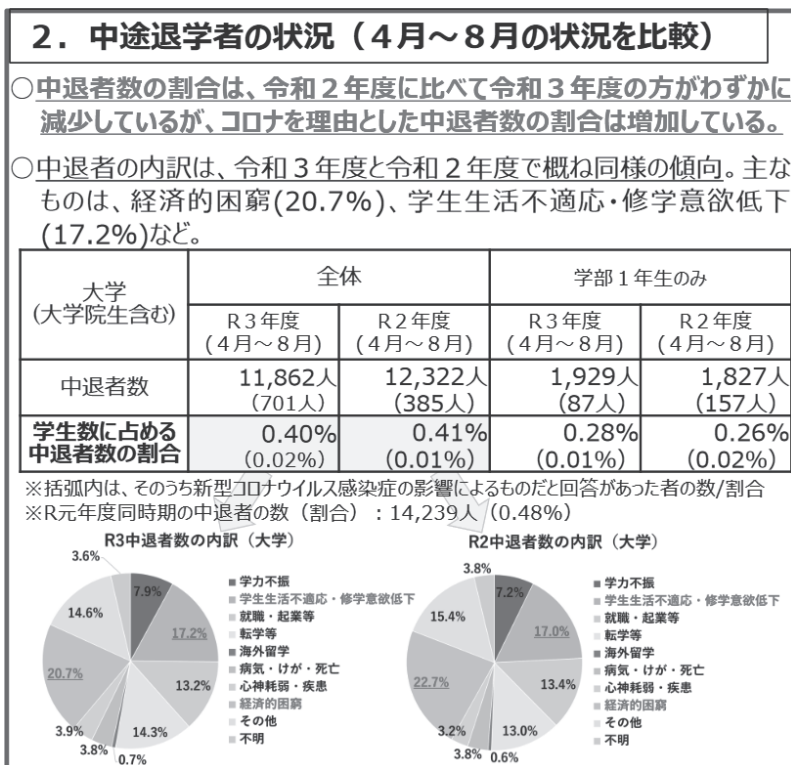 ２．中途退学者の状況（４月～８月の状況を比較）
○中退者数の割合は、令和２年度に比べて令和３年度の方がわずかに
減少しているが、コロナを理由とした中退者数の割合は増加している。
○中退者の内訳は、令和３年度と令和２年度で概ね同様の傾向。主な
ものは、経済的困窮(20.7%)、学生生活不適応・修学意欲低下
(17.2%)など。
大学
(大学院生含む)
全体
学部１年生のみ
R３年度
(４月～８月)
R２年度
(４月～８月)
R３年度
(４月～８月)
R２年度
(４月～８月)
中退者数
11,862人
(701人)
12,322人
(385人)
1,929人
(87人)
1,827人
(157人)
学生数に占める
中退者数の割合
0.40%
(0.02%)
0.41%
(0.01%)
0.28%
(0.01%)
0.26%
(0.02%)
※括弧内は、そのうち新型コロナウイルス感染症の影響によるものだと回答があった者の数/割合
※R元年度同時期の中退者の数（割合）：14,239人（0.48%）
R3中退者数の内訳（大学）
3.6%
7.9%
14.6%
17.2%
20.7%
13.2%
3.9%
14.3%
3.8%
0.7%
学力不振
学生生活不適応・修学意欲低下
就職・起業等
転学等
海外留学
病気・けが・死亡
心神耗弱・疾患
経済的困窮
その他
不明
R2中退者数の内訳（大学）
3.8%
7.2%
15.4%
17.0%
22.7%
13.4%
3.2%
13.0%
3.8%
0.6%
学力不振
学生生活不適応・修学意欲低下
就職・起業等
転学等
海外留学
病気・けが・死亡
心神耗弱・疾患
経済的困窮
その他
不明